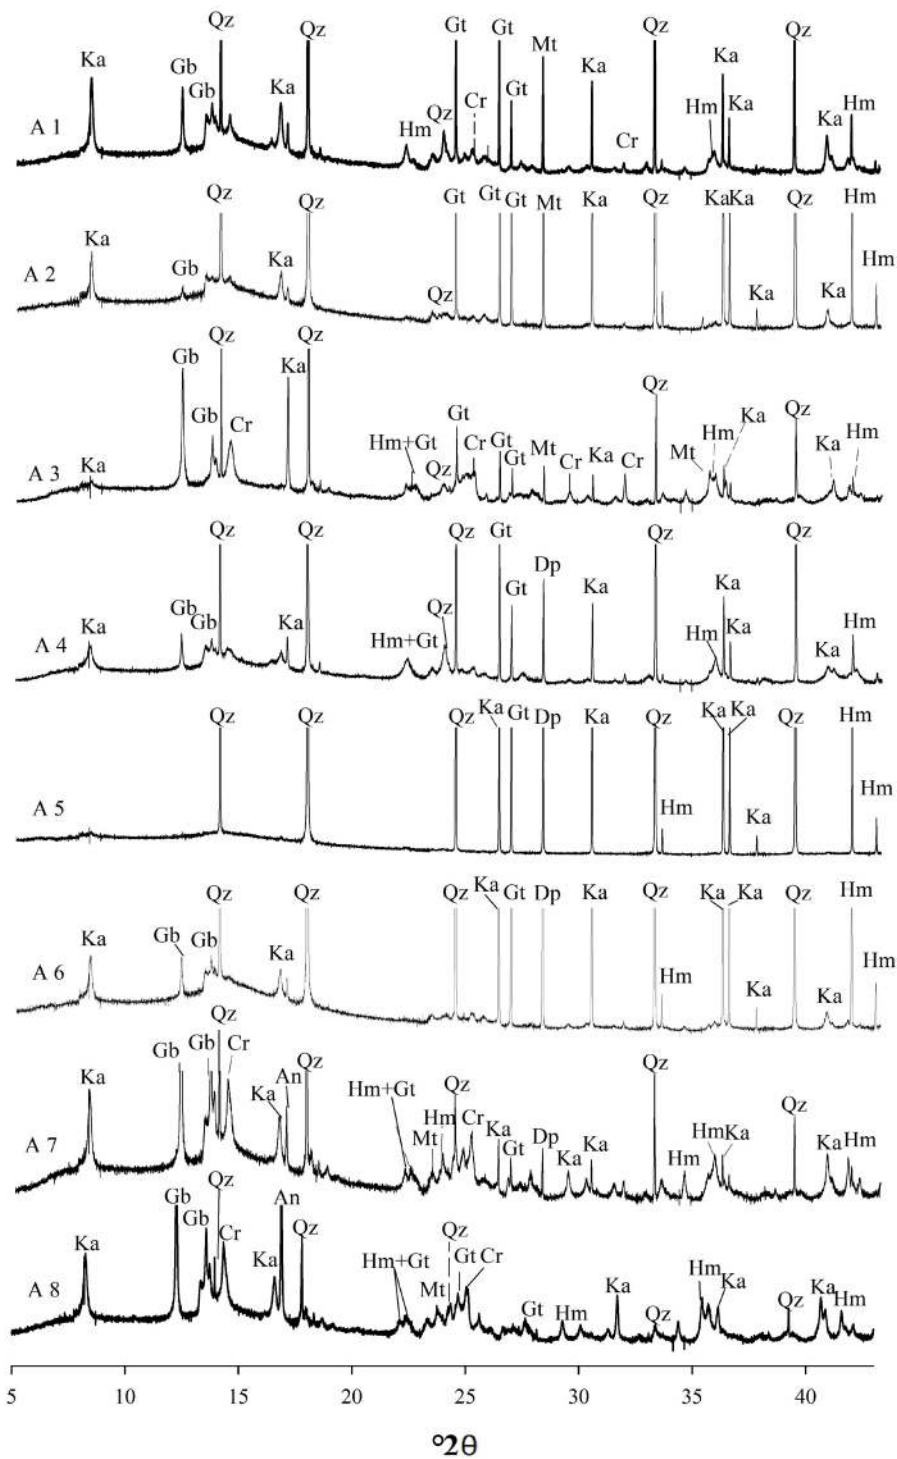 Qz Gt Gt Qz Qz
Ka Gb Gb Ka Qz Hm Qz Cr Gt Mt Ka Cr Hm Ka Ka Ka Hm
A 1
Qz Qz Gt Gt Gt Mt Ka Qz KaKa Qz Hm
Ka Gb Ka Qz Ka Ka Hm
A 2
Qz Qz
Gb Gb Cr Ka Gt Gt Mt Qz Qz
Ka Hm+Gt Qz Cr Gt Cr Ka Cr Mt Hm Ka Ka Hm
A 3
Qz Qz Qz Gt Qz Qz
Ka Gb Gb Ka Hm+Gt Qz Gt Dp Ka Hm Ka Ka Ka Hm
A 4
Qz Qz Qz Ka Gt Dp Ka Qz Ka Ka Qz Hm
Hm Ka Hm
A 5
Qz Qz Qz Ka Gt Dp Ka Qz Ka Ka Qz Hm
Ka Gb Gb Ka Hm Ka Ka Hm
A 6
Qz
Ka Gb Gb Cr Ka An Qz Hm+Gt Mt Hm Qz Cr Ka Gt Dp Ka Ka Qz Hm Hm Ka Qz Ka Hm
A 7
Qz An
Ka Gb Gb Cr Ka Qz Hm+Gt Mt Qz Gt Cr Gt Hm Ka Qz Hm Ka Qz Ka Hm
A 8
5 10 15 20 25 30 35 40
°2θ